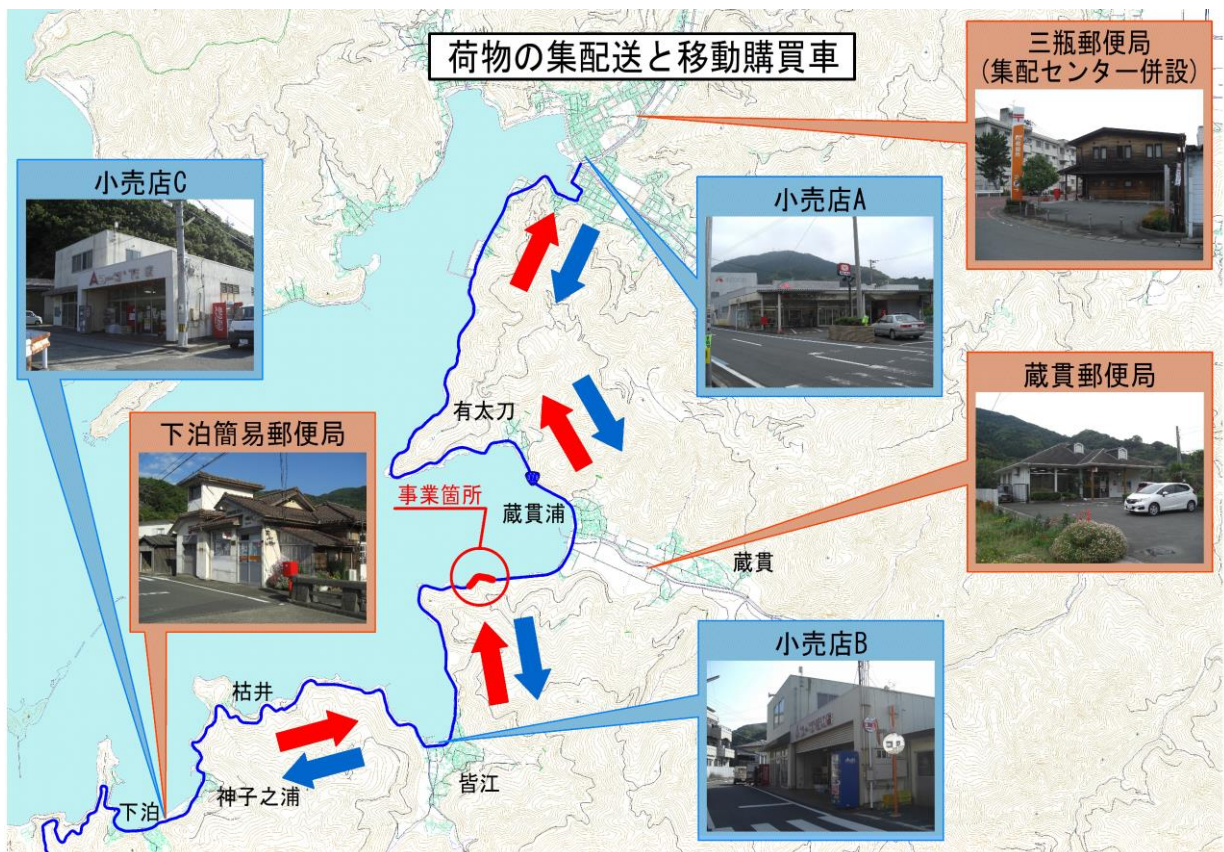 荷物の集配送と移動購買車
三瓶郵便局
(集配センター併設)
小売店C
小売店A
蔵貫郵便局
下泊簡易郵便局
有太刀
事業箇所
蔵貫浦
蔵貫
小売店B
枯井
皆江
神子之浦
下泊